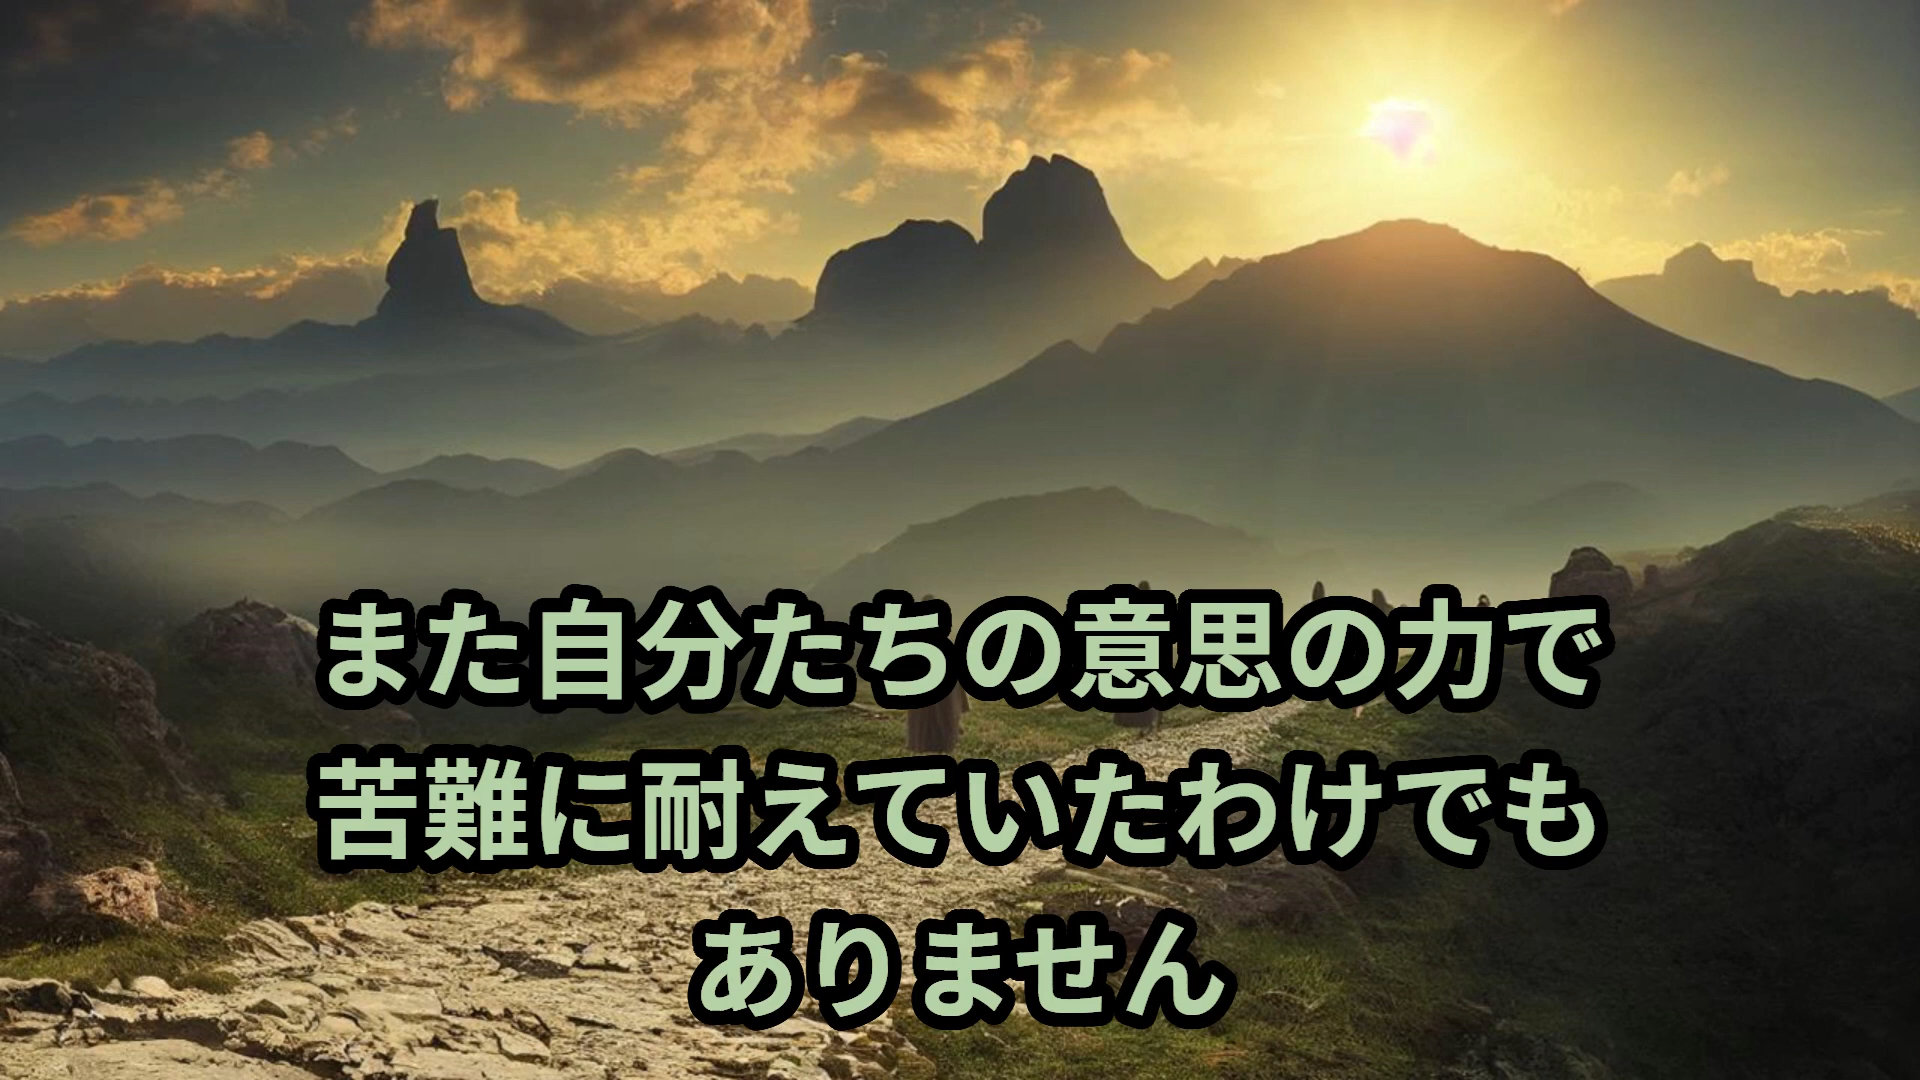 また自分たちの意思の力で
苦難に耐えていたわけでも
ありません